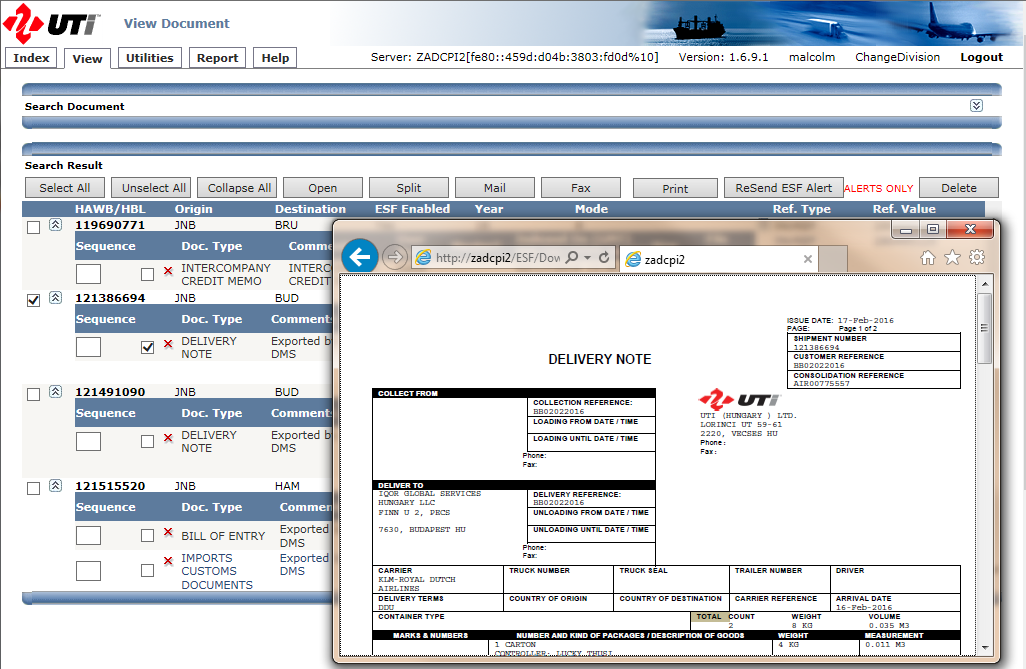 UTi View Document
Index View Utilities Report Help Server: ZADCPI2[fe80::459d:d04b:3803:fd0d%10] Version: 1.6.9.1 malcolm ChangeDivision Logout
Search Document
Search Result
Select All Unselect All Collapse All Open Split Mail Fax Print ReSend ESF Alert ALERTS ONLY Delete
HAWB/HBL Origin Destination ESF Enabled Year Mode Ref. Type Ref. Value
119690771 JNB BRU
Sequence Doc. Type Comme
INTERCOMPANY INTERC
CREDIT MEMO CREDIT
121386694 JNB BUD
Sequence Doc. Type Comment
DELIVERY Exported b
NOTE DMS
121491090 JNB BUD
Sequence Doc. Type Comment
DELIVERY Exported b
NOTE DMS
121515520 JNB HAM
Sequence Doc. Type Commen
BILL OF ENTRY Exported
DMS
IMPORTS Exported
CUSTOMS DMS
DOCUMENTS
http://zadcpi2/ESF/Dow zadcpi2
ISSUE DATE: 17-Feb-2016
PAGE: Page 1 of 2
SHIPMENT NUMBER
121386694
CUSTOMER REFERENCE
BB02022016
CONSOLIDATION REFERENCE
AIR00775557
DELIVERY NOTE
UTi
UTI (HUNGARY ) LTD.
LORINCI UT 59-61
2220, VECSES HU
Phone:
Fax:
COLLECT FROM
COLLECTION REFERENCE:
BB02022016
LOADING FROM DATE / TIME
LOADING UNTIL DATE / TIME
Phone:
Fax:
DELIVER TO
IQOR GLOBAL SERVICES
HUNGARY LLC
FINN U 2, PECS
7630, BUDAPEST HU
DELIVERY REFERENCE:
BB02022016
UNLOADING FROM DATE / TIME
UNLOADING UNTIL DATE / TIME
Phone:
Fax:
CARRIER TRUCK NUMBER TRUCK SEAL TRAILER NUMBER DRIVER
KLM-ROYAL DUTCH
AIRLINES
DELIVERY TERMS COUNTRY OF ORIGIN COUNTRY OF DESTINATION CARRIER REFERENCE ARRIVAL DATE
DDU 16-Feb-2016
CONTAINER TYPE TOTAL COUNT WEIGHT VOLUME
2 8 KG 0.035 M3
MARKS & NUMBERS NUMBER AND KIND OF PACKAGES / DESCRIPTION OF GOODS WEIGHT MEASUREMENT
1 CARTON 4 KG 0.011 M3
CONTROLLER- LUCKY THUSI